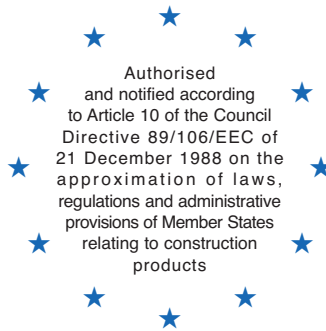 Authorised
and notified according
to Article 10 of the Council
Directive 89/106/EEC of
21 December 1988 on the
approximation of laws,
regulations and administrative
provisions of Member States
relating to construction
products